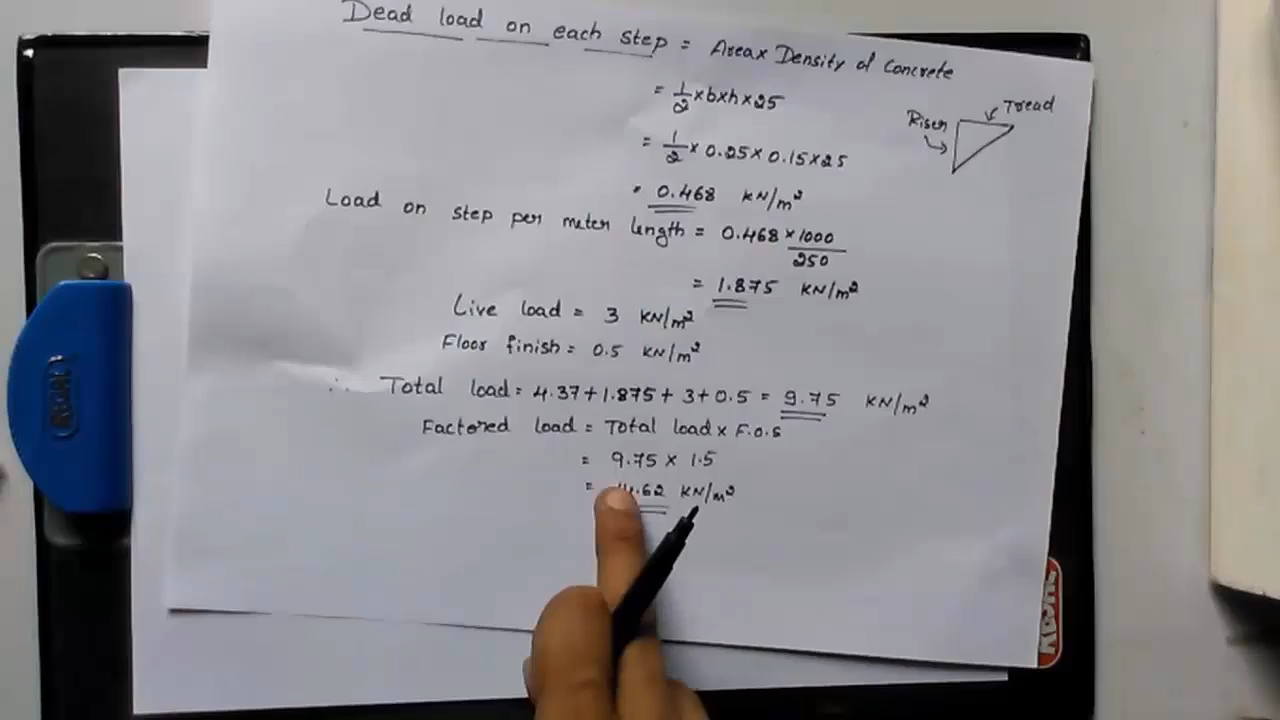 Dead load on each step = Area x Density of Concrete
= 1/2 x b x h x 25
Tread
Riser
= 1/2 x 0.25 x 0.15 x 25
= 0.468 KN/m²
Load on step per meter length = 0.468 x 1000/250
= 1.875 KN/m²
Live load = 3 KN/m²
Floor finish = 0.5 KN/m²
∴ Total load = 4.37 + 1.875 + 3 + 0.5 = 9.75 KN/m²
Factored load = Total load x F.O.S
= 9.75 x 1.5
= KN/m²